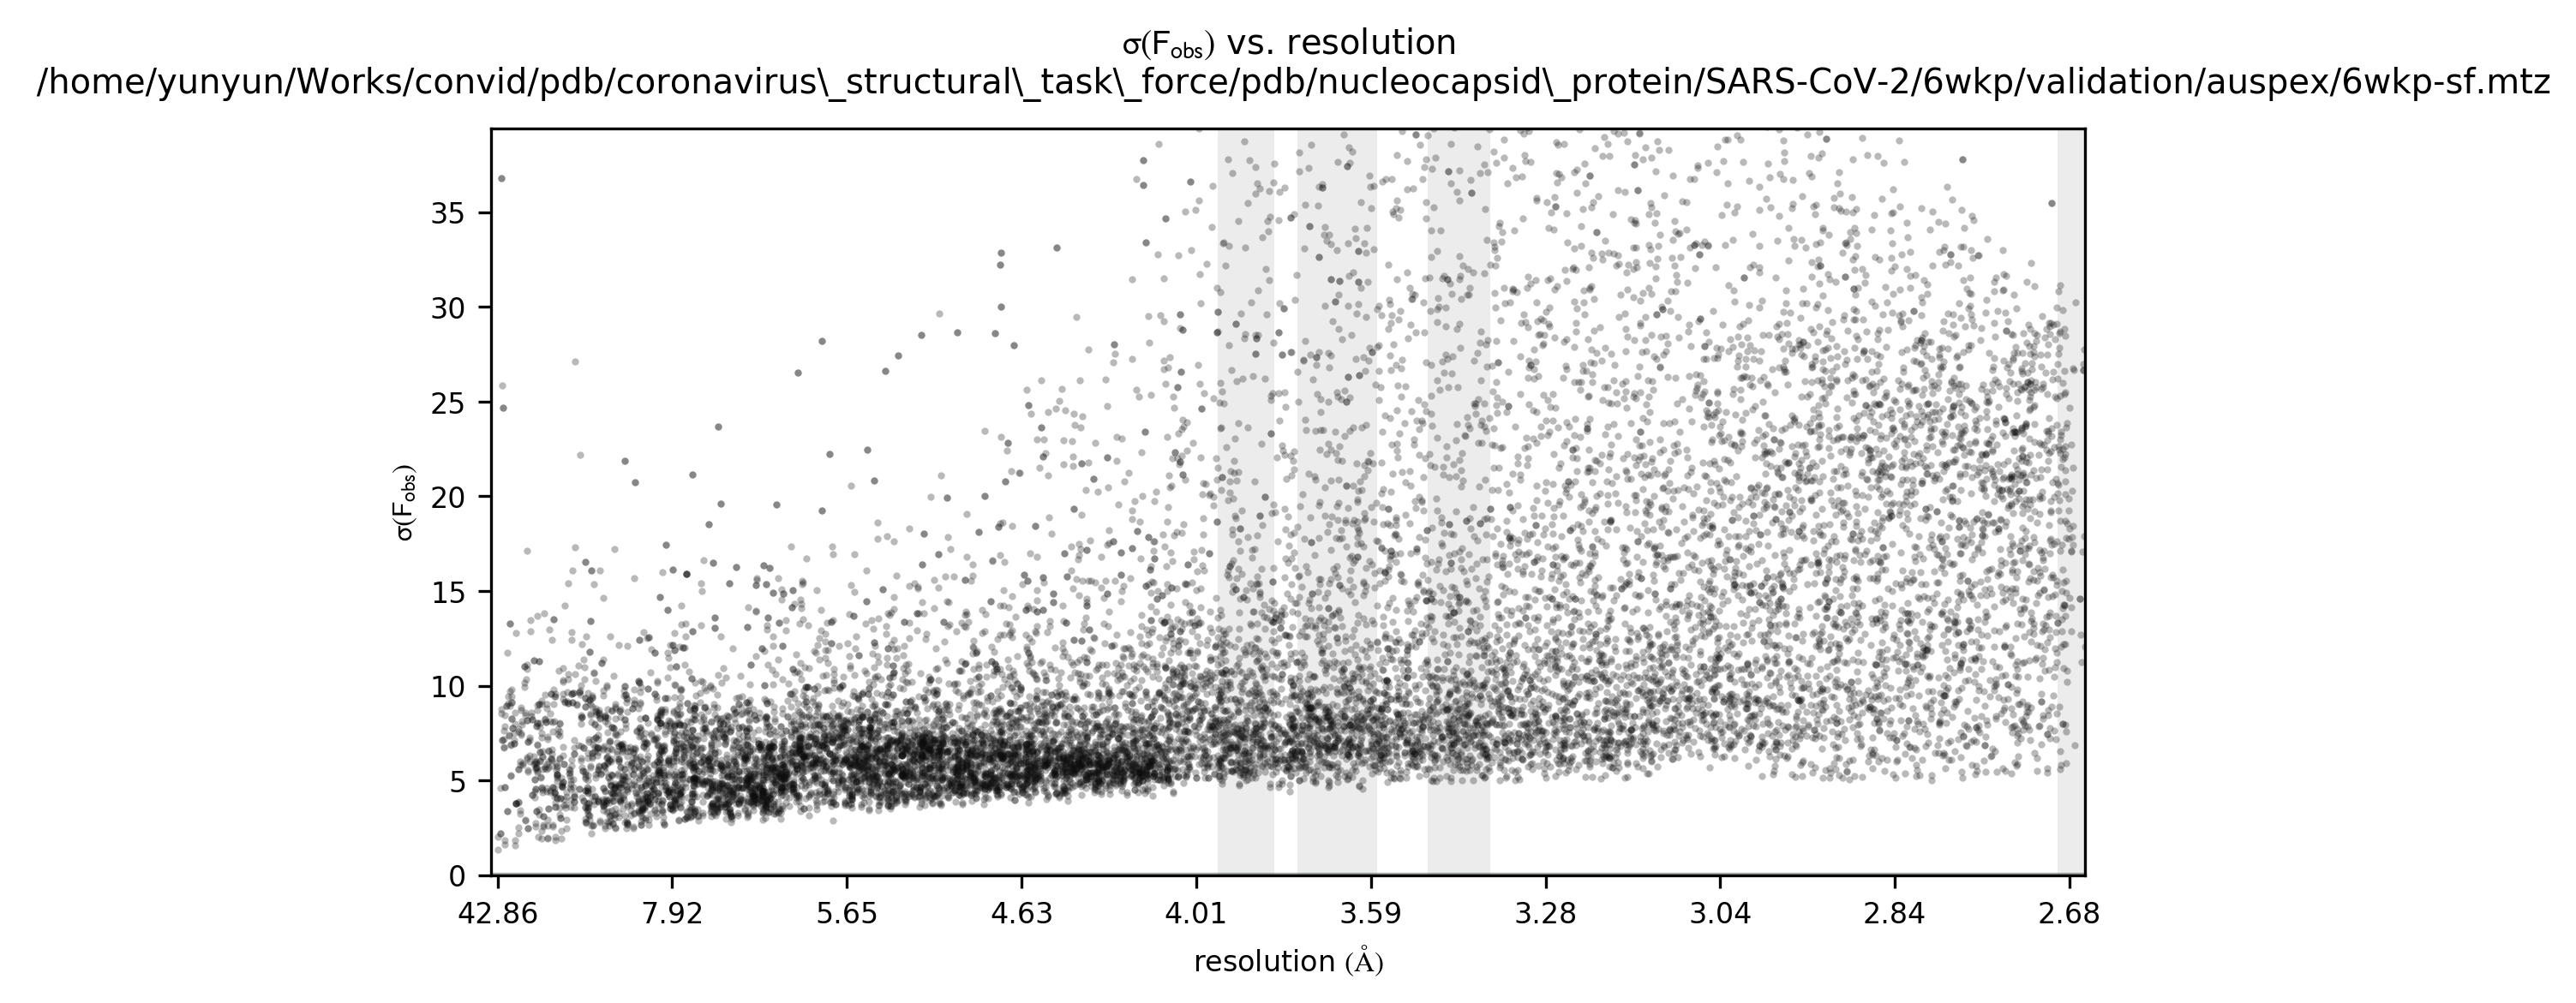 σ(F_obs) vs. resolution
/home/yunyun/Works/convid/pdb/coronavirus\_structural\_task\_force/pdb/nucleocapsid\_protein/SARS-CoV-2/6wkp/validation/auspex/6wkp-sf.mtz
35
30
25
20
15
10
5
0
σ(F_obs)
42.86 7.92 5.65 4.63 4.01 3.59 3.28 3.04 2.84 2.68
resolution (Å)